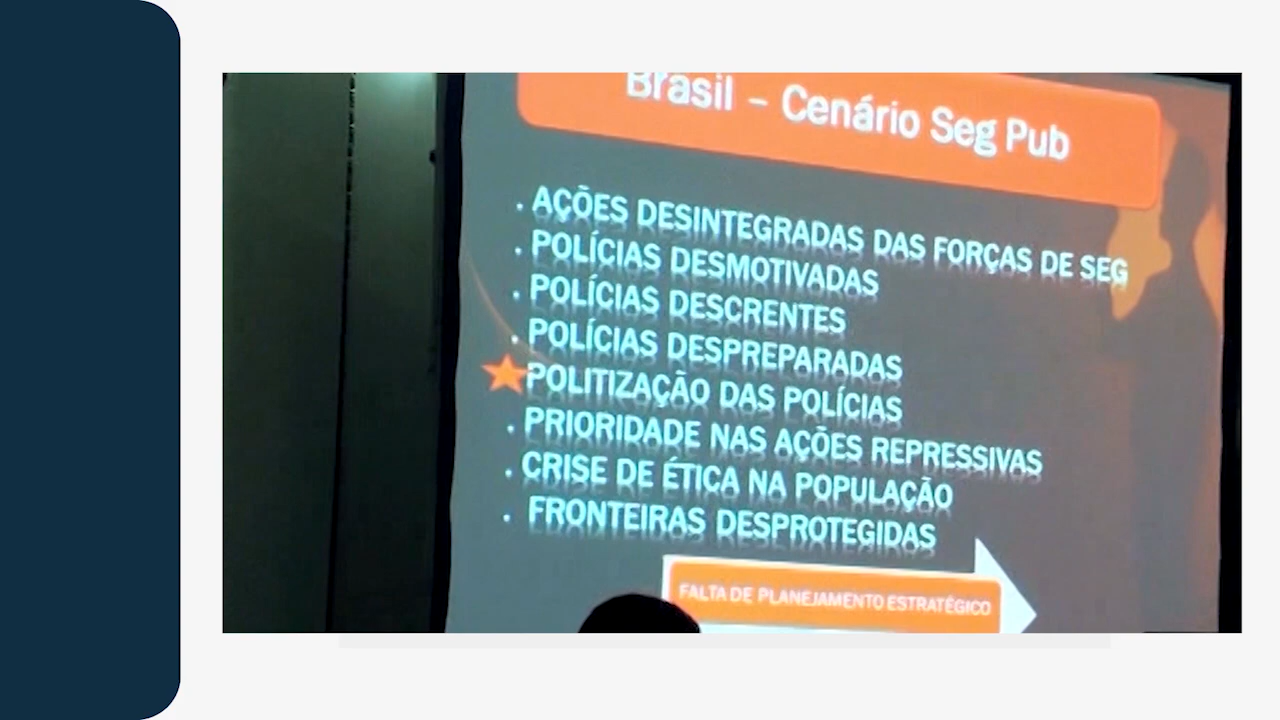 Brasil – Cenário Seg Pub
. AÇÕES DESINTEGRADAS DAS FORÇAS DE SEG
. POLÍCIAS DESMOTIVADAS
. POLÍCIAS DESCRENTES
. POLÍCIAS DESPREPARADAS
POLITIZAÇÃO DAS POLÍCIAS
. PRIORIDADE NAS AÇÕES REPRESSIVAS
. CRISE DE ÉTICA NA POPULAÇÃO
. FRONTEIRAS DESPROTEGIDAS
FALTA DE PLANEJAMENTO ESTRATÉGICO